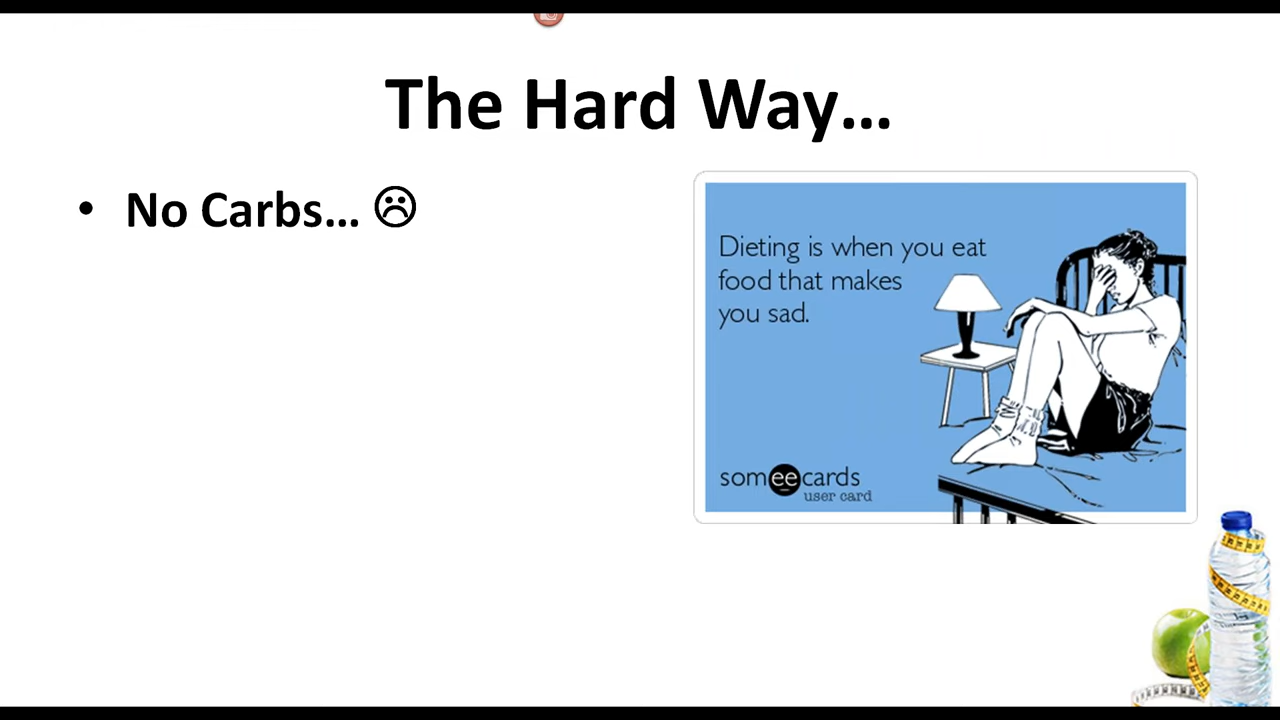 The Hard Way...
• No Carbs... ☹
Dieting is when you eat
food that makes
you sad.
someecards
user card